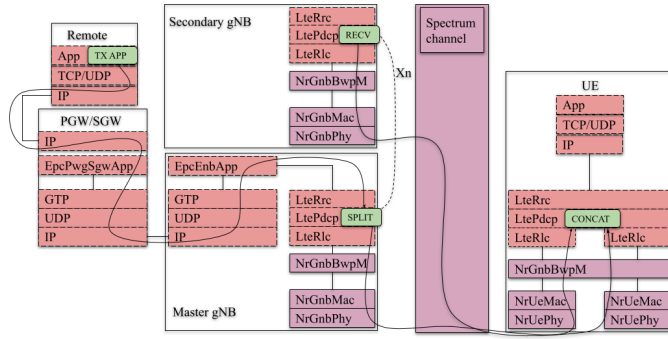 Remote
App
TX APP
TCP/UDP
IP
PGW/SGW
IP
EpcPwgSgwApp
GTP
UDP
IP
Secondary gNB
LteRrc
LtePdcp
RECV
LteRlc
NrGnbBwpM
NrGnbMac
NrGnbPhy
Xn
EpcEnbApp
GTP
UDP
IP
LteRrc
LtePdcp
SPLIT
LteRlc
NrGnbBwpM
NrGnbMac
NrGnbPhy
Master gNB
Spectrum
channel
UE
App
TCP/UDP
IP
LteRrc
LtePdcp
CONCAT
LteRlc
LteRlc
NrGnbBwpM
NrUeMac
NrUeMac
NrUePhy
NrUePhy